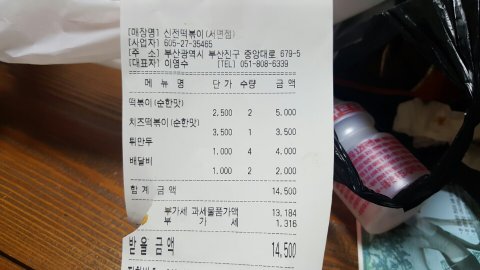 [매장명] 신전떡볶이(서면점)
[사업자] 605-27-35465
[주 소] 부산광역시 부산진구 중앙대로 679-5
[대표자] 이영수 [TEL] 051-808-6339
메 뉴 명 단 가 수량 금 액
떡볶이(순한맛)
2,500 2 5,000
치즈떡볶이(순한맛)
3,500 1 3,500
튀만두
1,000 4 4,000
배달비
1,000 2 2,000
합 계 금 액 14,500
부가세 과세물품가액 13,184
부 가 세 1,316
받을 금액 14,500